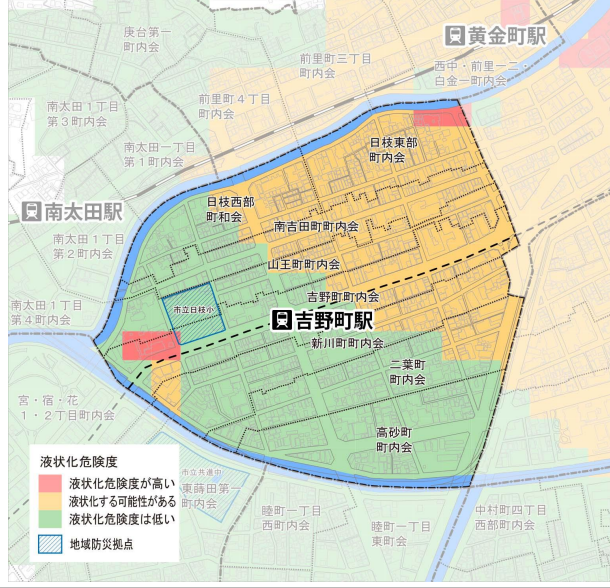 庚台第一
町内会
黄金町駅
前里町三丁目
町内会
西中・前里一二・
白金一町内会
前里町４丁目
町内会
南太田１丁目
第３町内会
南太田一丁目
第１町内会
日枝東部
町内会
日枝西部
町和会
南太田駅
南吉田町町内会
南太田１丁目
第２町内会
山王町町内会
吉野町町内会
市立日枝小
南太田１丁目
第４町内会
吉野町駅
新川町町内会
二葉町
町内会
宮・宿・花
１・２丁目町内会
高砂町
町内会
液状化危険度
液状化危険度が高い
液状化する可能性がある
液状化危険度は低い
地域防災拠点
市立共進中
東蒔田第一
町内会
睦町一丁目
西町内会
睦町一丁目
東町会
中村町四丁目
西部町内会